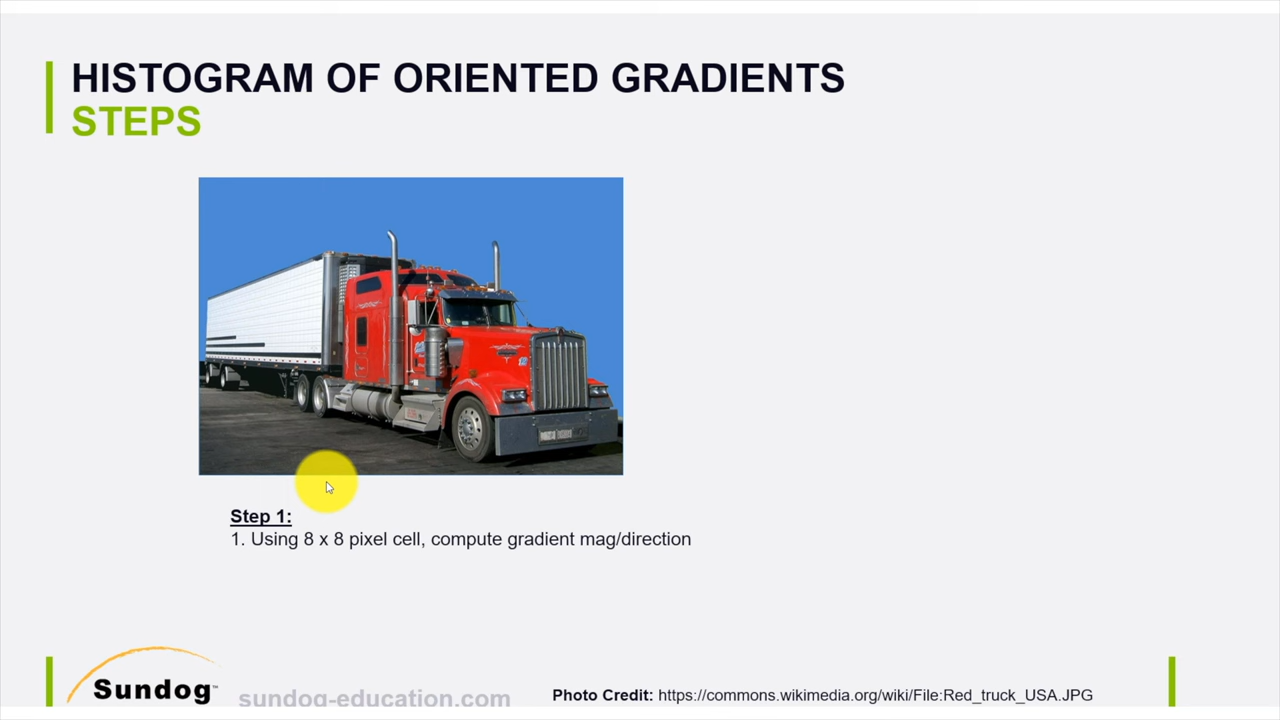 HISTOGRAM OF ORIENTED GRADIENTS
STEPS
Step 1:
1. Using 8 x 8 pixel cell, compute gradient mag/direction
Sundog™
sundog-education.com
Photo Credit: https://commons.wikimedia.org/wiki/File:Red_truck_USA.JPG